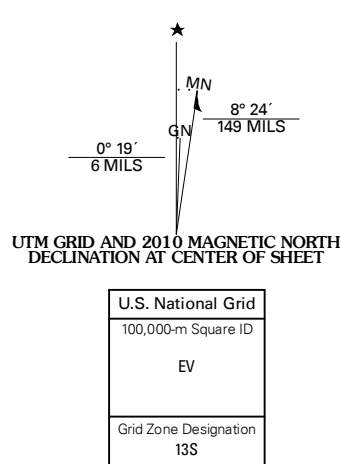 ★
MN
8° 24´
149 MILS
GN
0° 19´
6 MILS
UTM GRID AND 2010 MAGNETIC NORTH
DECLINATION AT CENTER OF SHEET
U.S. National Grid
100,000-m Square ID
EV
Grid Zone Designation
13S